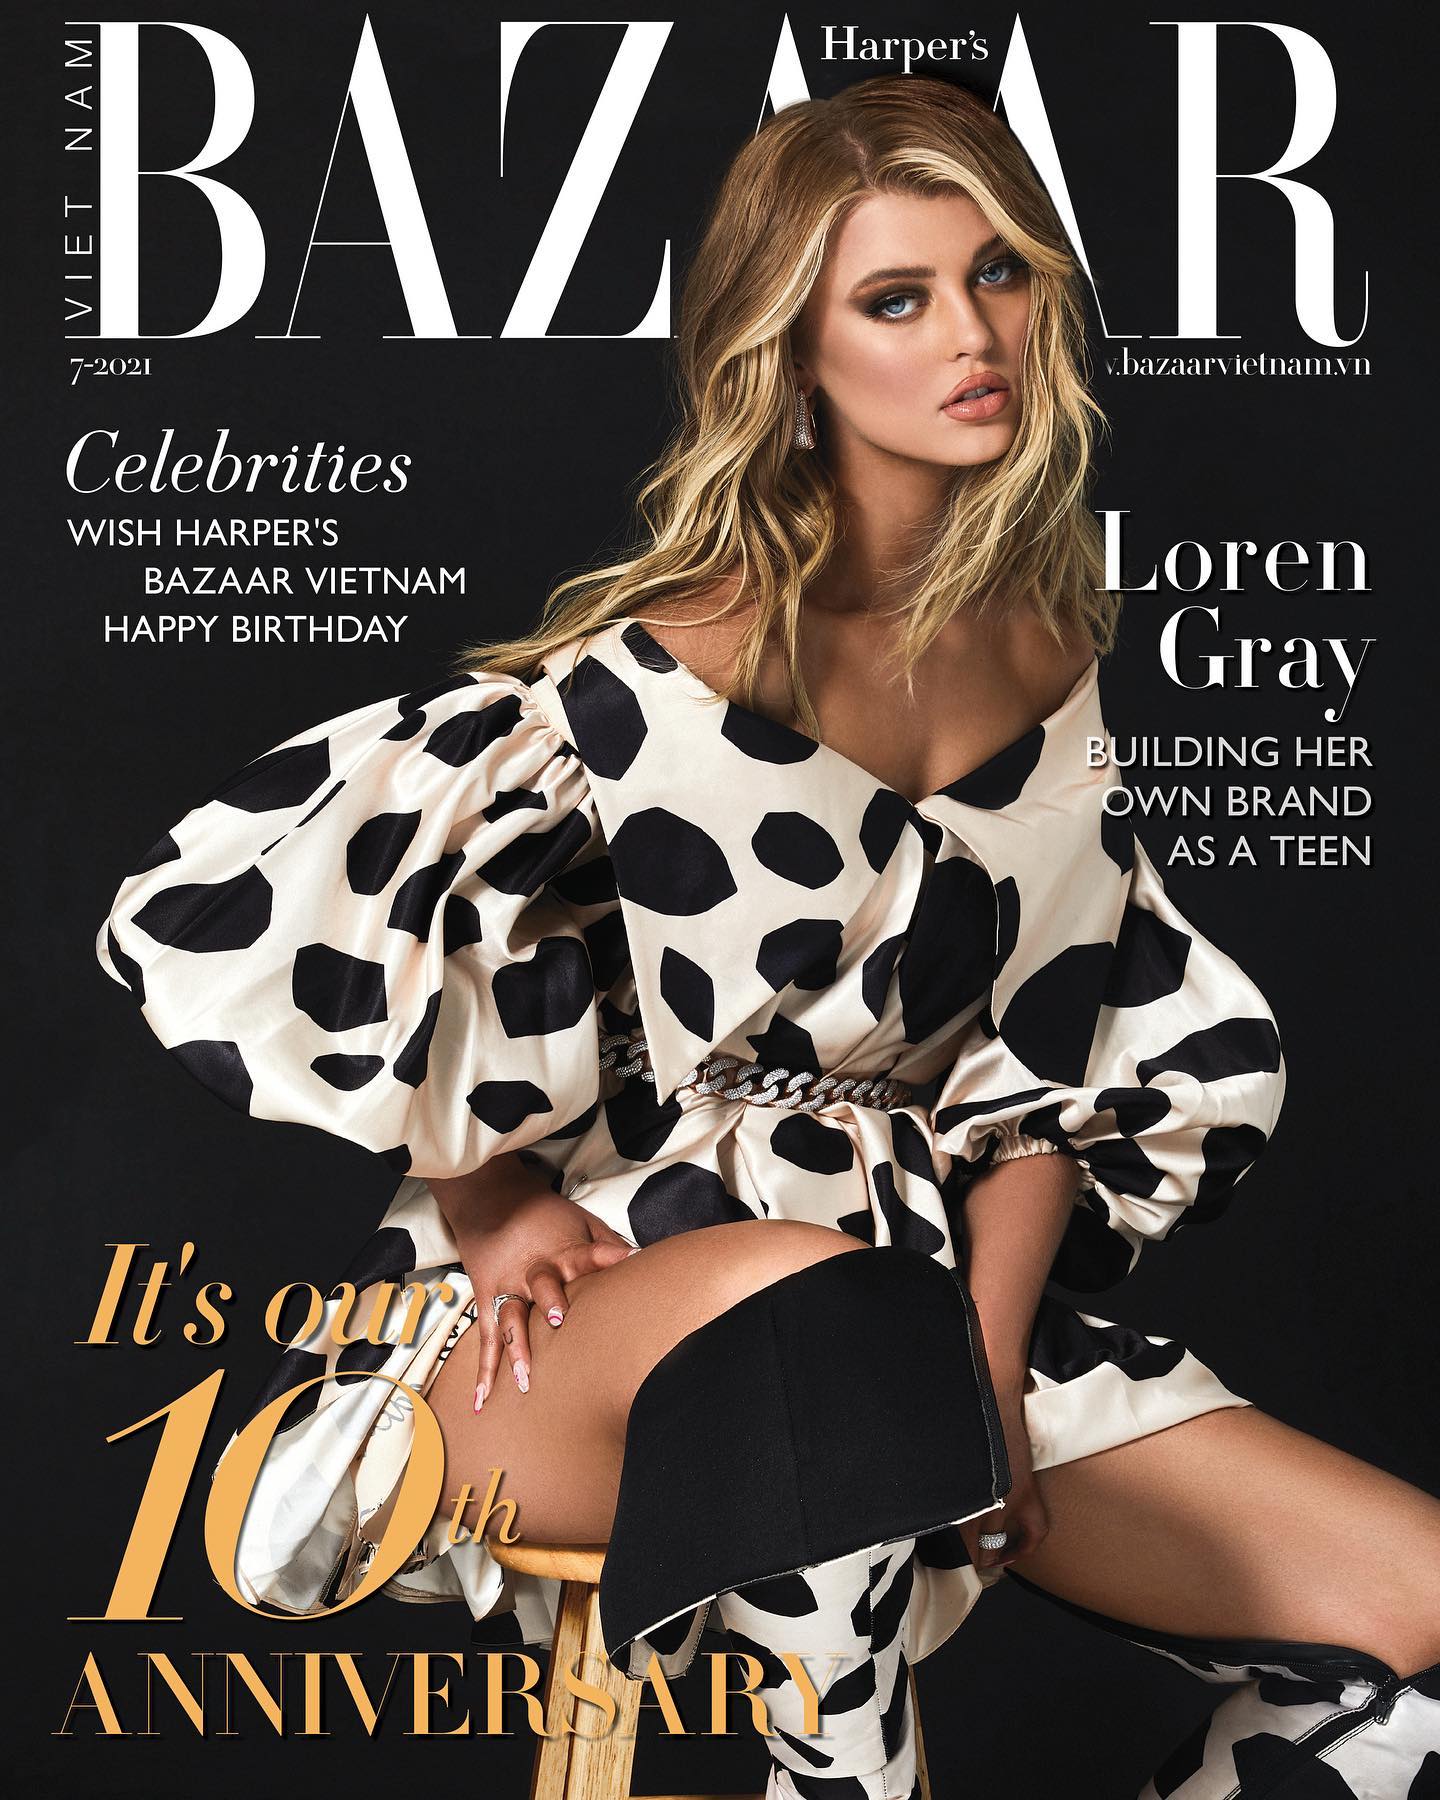 VIET NAM
Harper's
BAZAAR
7-2021
.bazaarvietnam.vn
Celebrities
WISH HARPER'S
BAZAAR VIETNAM
HAPPY BIRTHDAY
Loren
Gray
BUILDING HER
OWN BRAND
AS A TEEN
It's our
10th
ANNIVERSARY